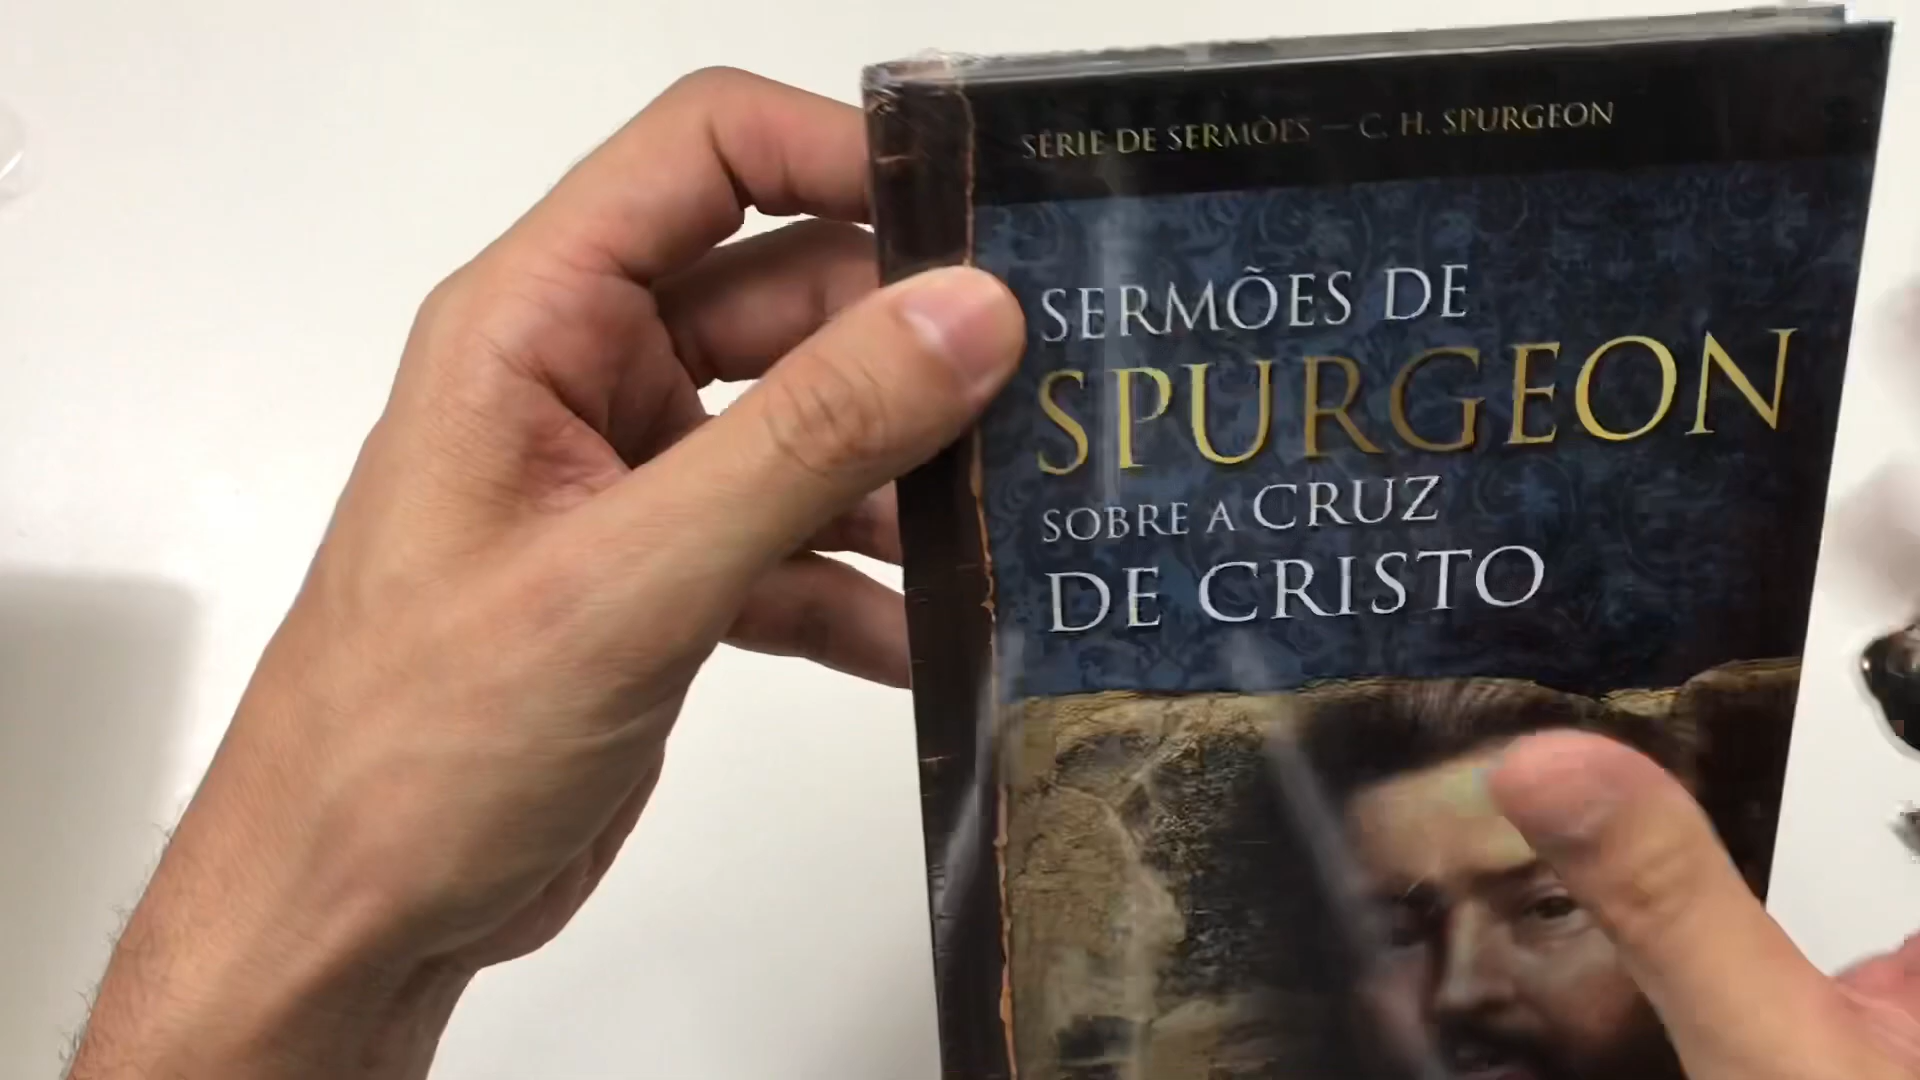 SÉRIE DE SERMÕES — C. H. SPURGEON
SERMÕES DE
SPURGEON
SOBRE A CRUZ
DE CRISTO